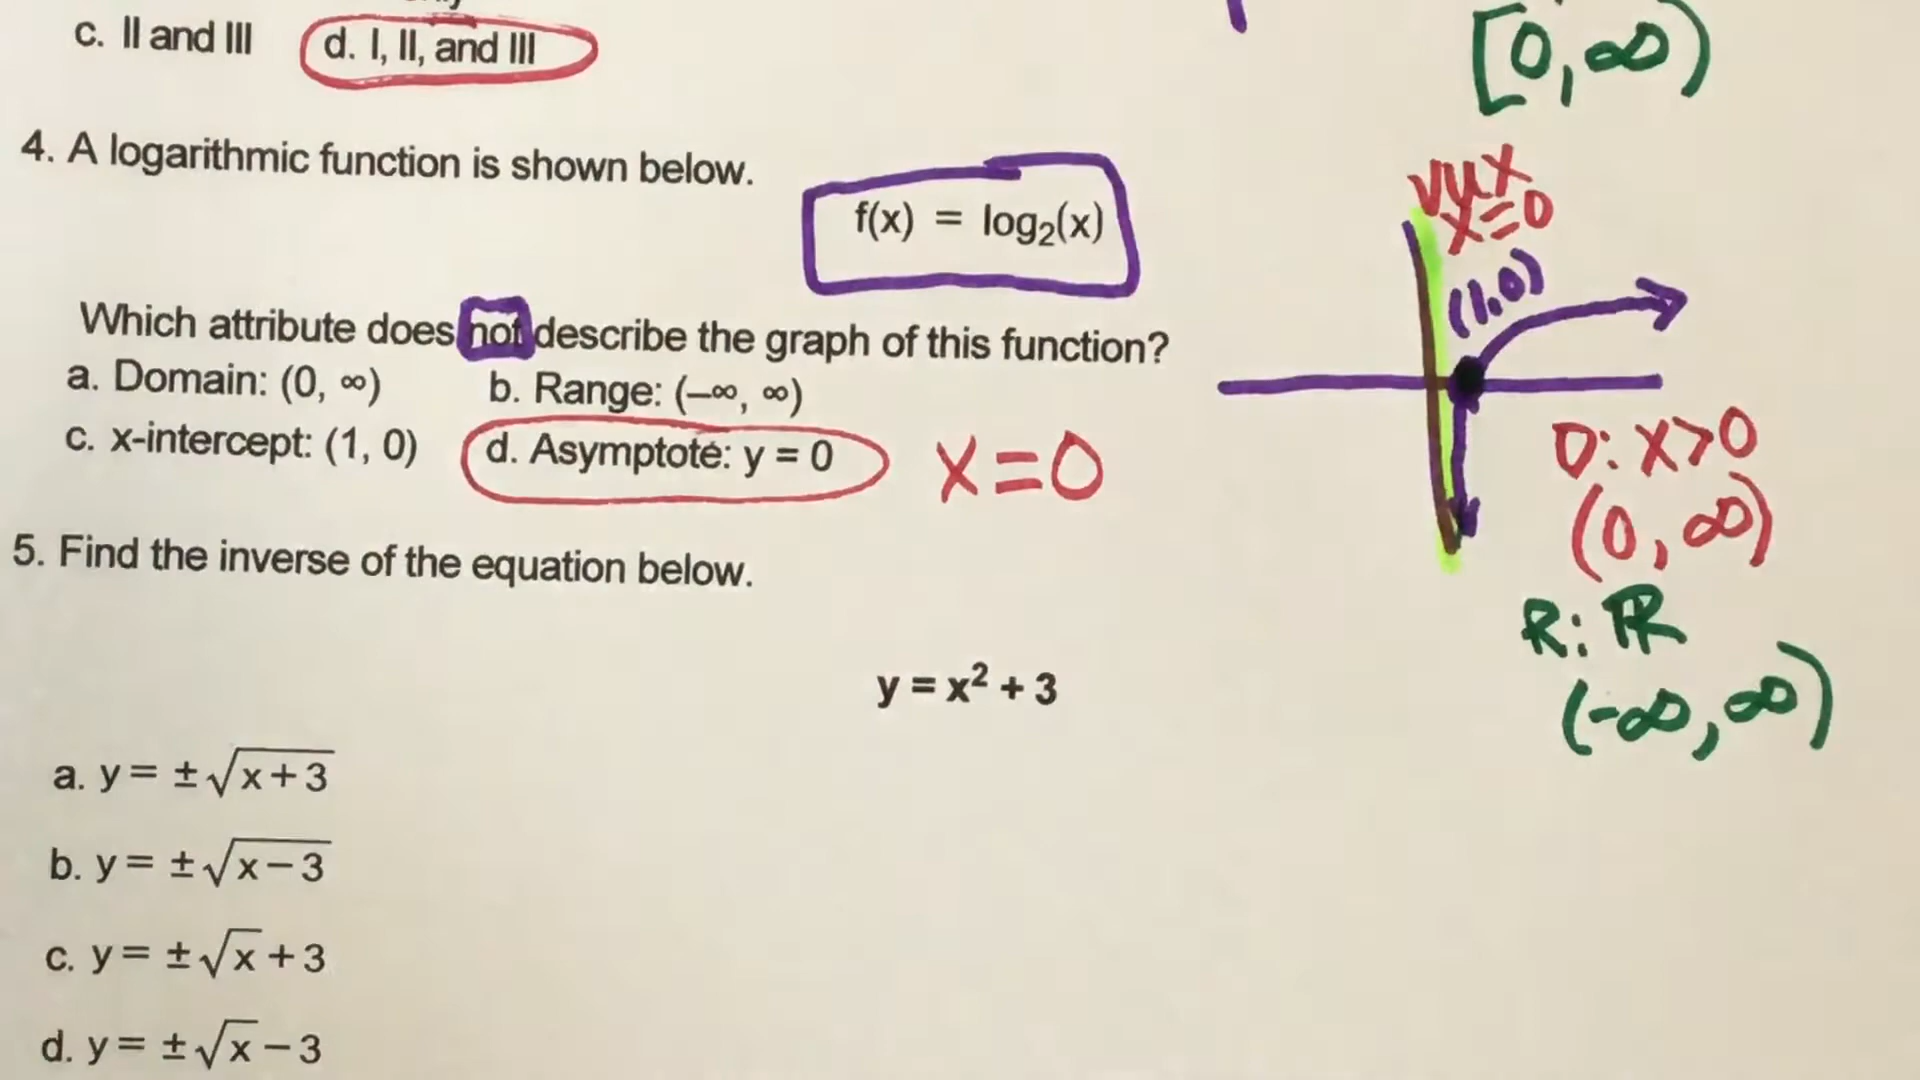 c. II and III d. I, II, and III
[0, ∞)
4. A logarithmic function is shown below.
f(x) = log₂(x)
VUX
x=0
(1,0)
Which attribute does not describe the graph of this function?
a. Domain: (0, ∞) b. Range: (–∞, ∞)
c. x-intercept: (1, 0) d. Asymptote: y = 0 x=0
D: x>0
(0, ∞)
5. Find the inverse of the equation below.
R: ℝ
(-∞, ∞)
y = x² + 3
a. y = ±√(x+3)
b. y = ±√(x−3)
c. y = ±√x + 3
d. y = ±√x − 3